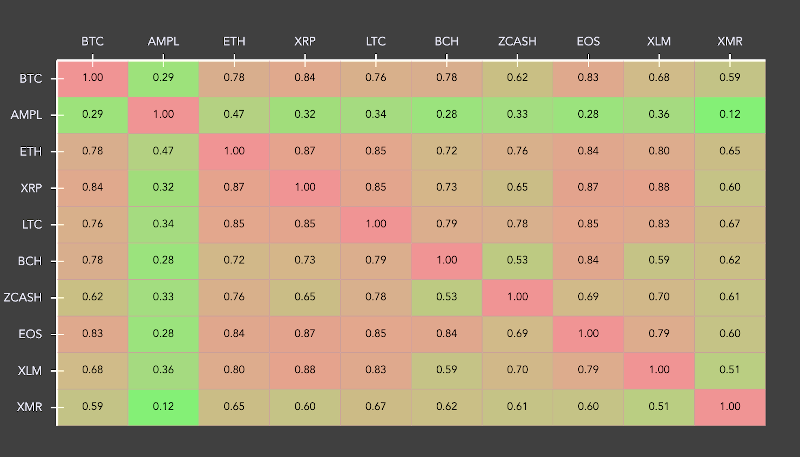 BTC AMPL ETH XRP LTC BCH ZCASH EOS XLM XMR
BTC 1.00 0.29 0.78 0.84 0.76 0.78 0.62 0.83 0.68 0.59
AMPL 0.29 1.00 0.47 0.32 0.34 0.28 0.33 0.28 0.36 0.12
ETH 0.78 0.47 1.00 0.87 0.85 0.72 0.76 0.84 0.80 0.65
XRP 0.84 0.32 0.87 1.00 0.85 0.73 0.65 0.87 0.88 0.60
LTC 0.76 0.34 0.85 0.85 1.00 0.79 0.78 0.85 0.83 0.67
BCH 0.78 0.28 0.72 0.73 0.79 1.00 0.53 0.84 0.59 0.62
ZCASH 0.62 0.33 0.76 0.65 0.78 0.53 1.00 0.69 0.70 0.61
EOS 0.83 0.28 0.84 0.87 0.85 0.84 0.69 1.00 0.79 0.60
XLM 0.68 0.36 0.80 0.88 0.83 0.59 0.70 0.79 1.00 0.51
XMR 0.59 0.12 0.65 0.60 0.67 0.62 0.61 0.60 0.51 1.00